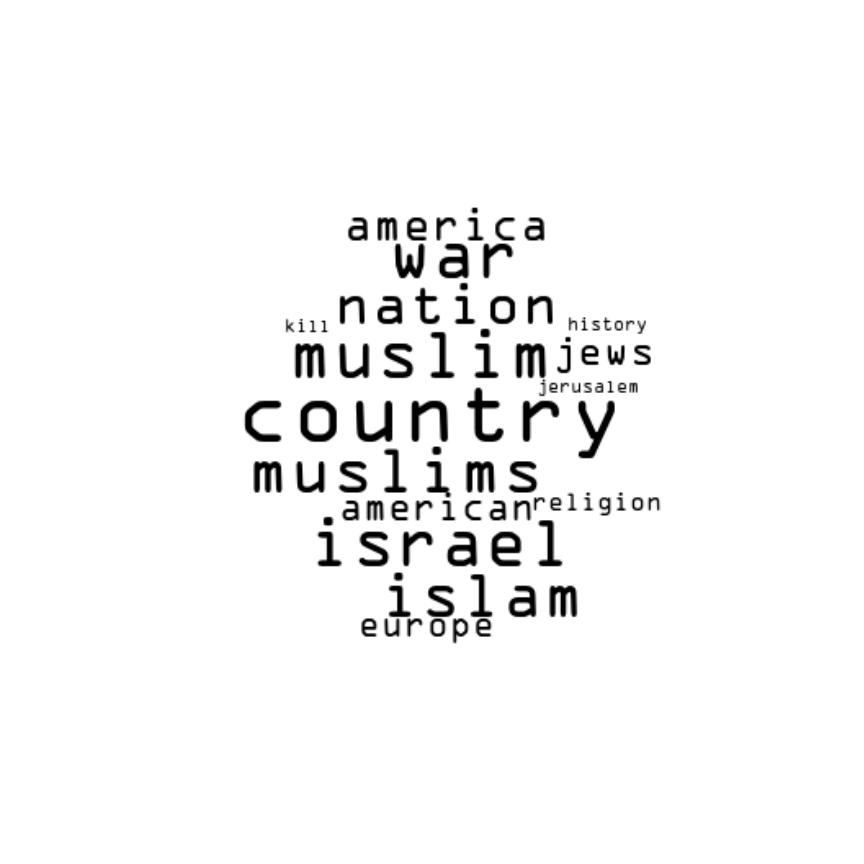 america
war
nation
kill
history
muslim
jews
jerusalem
country
muslims
american
religion
israel
islam
europe